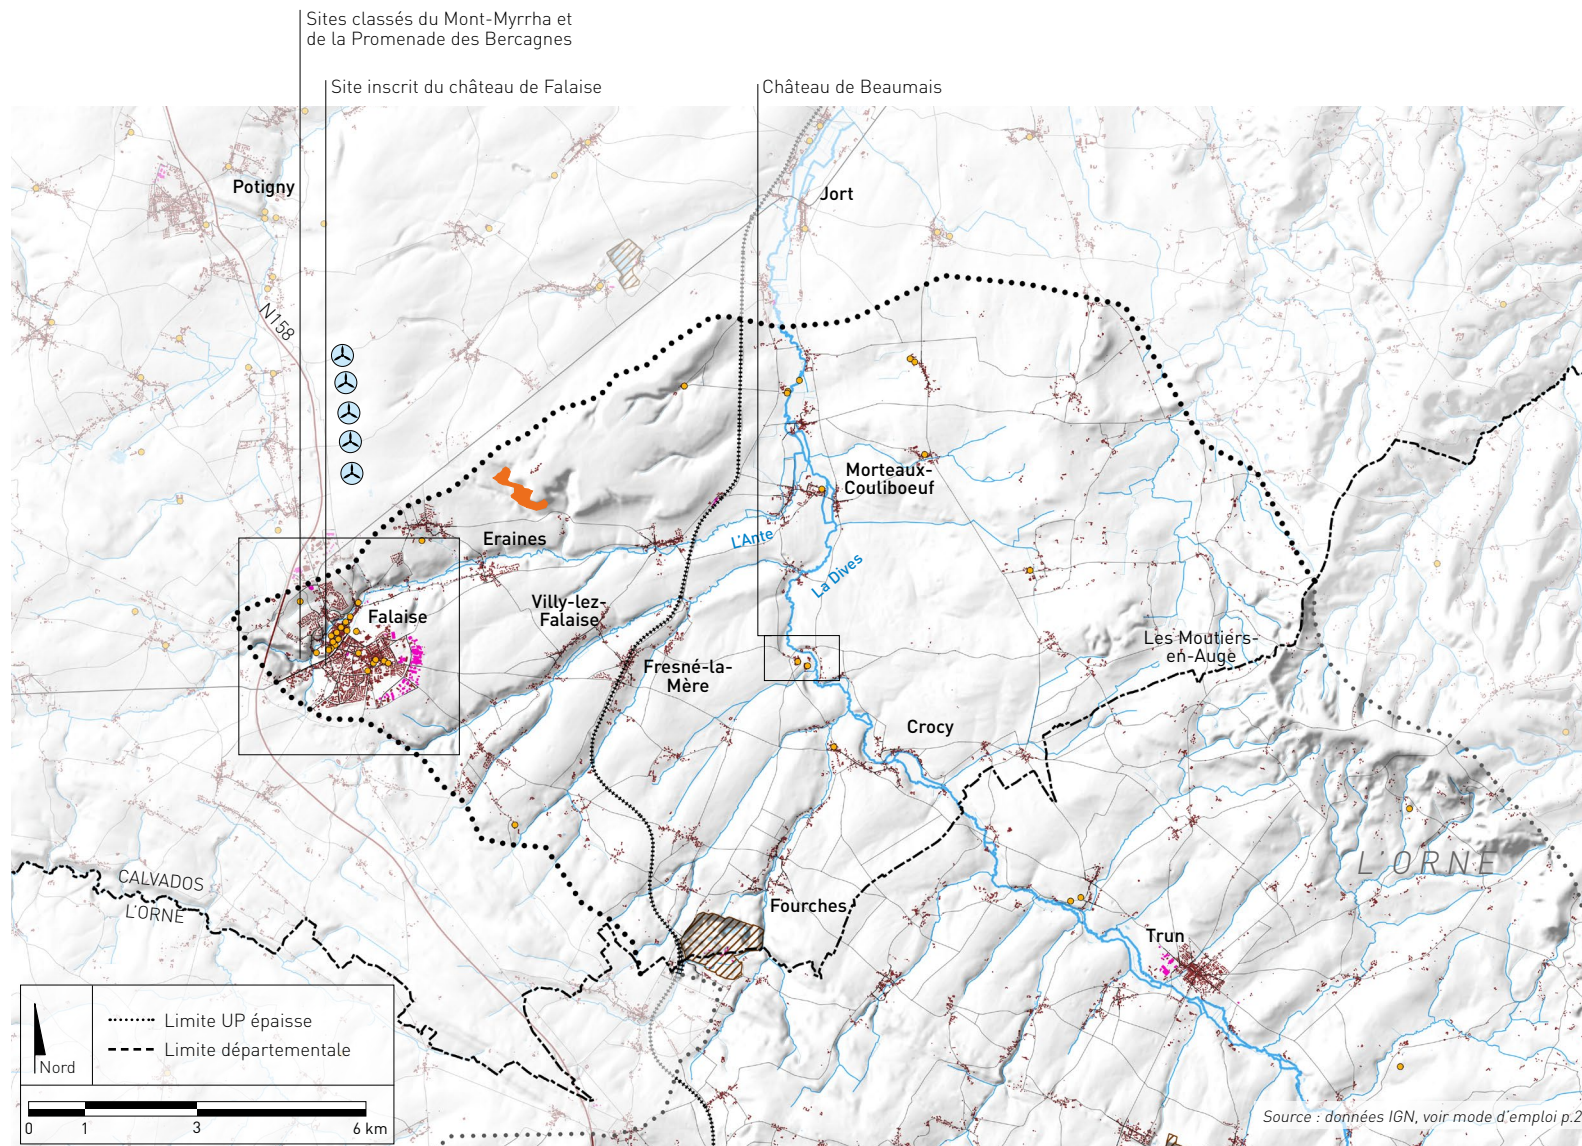 Sites classés du Mont-Myrrha et
de la Promenade des Bercagnes
Site inscrit du château de Falaise
Château de Beaumais
Potigny
Jort
N158
Morteaux-
Couliboeuf
L'Ante
Eraines
La Dives
Villy-lez-
Falaise
Falaise
Les Moutiers-
en-Auge
Fresné-la-
Mère
Crocy
L'ORNE
CALVADOS
L'ORNE
Fourches
Trun
Limite UP épaisse
Limite départementale
Nord
0 1 3 6 km
Source : données IGN, voir mode d'emploi p.2